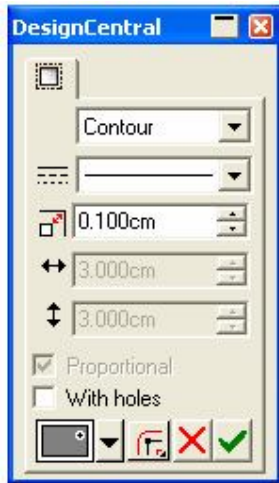 DesignCentral
Contour
0.100cm
3.000cm
3.000cm
Proportional
With holes